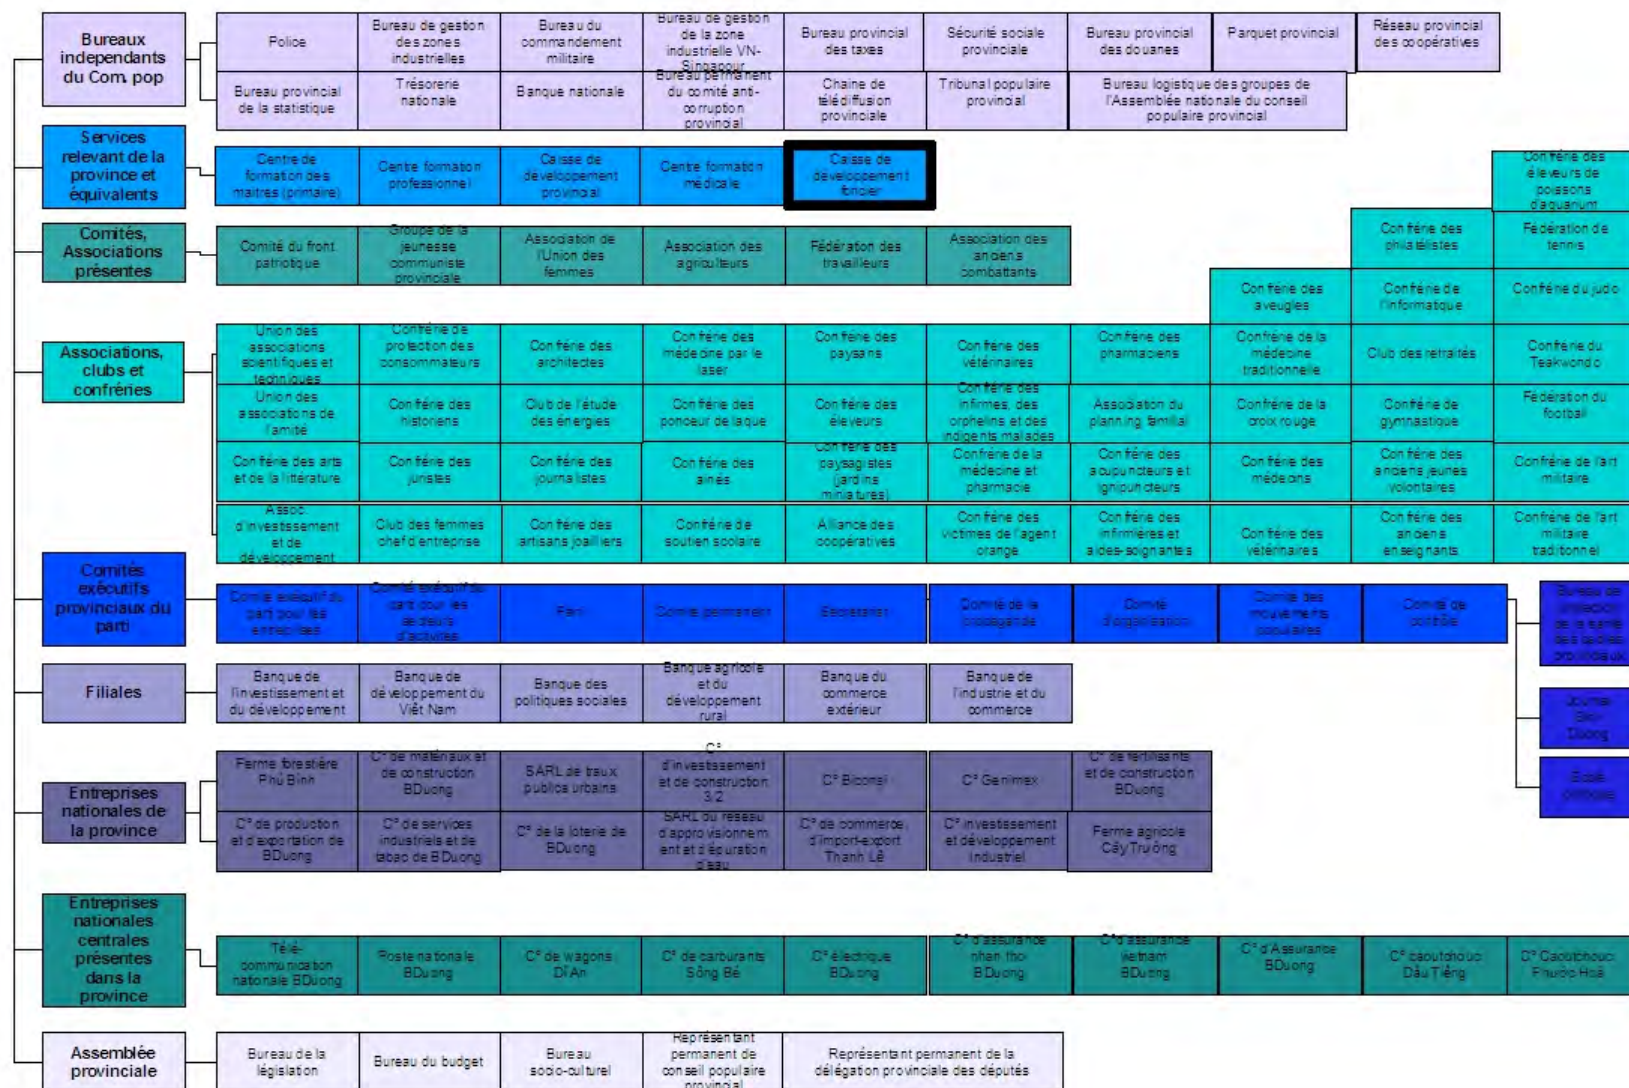 Bureaux
independants
du Com. pop
Police
Bureau de gestion
des zones
industrielles
Bureau du
commandement
militaire
Bureau de gestion
de la zone
industrielle VN-
Singapour
Bureau provincial
des taxes
Sécurité sociale
provinciale
Bureau provincial
des douanes
Parquet provincial
Réseau provincial
des coopératives
Bureau provincial
de la statistique
Trésorerie
nationale
Banque nationale
Bureau permanent
du comité anti-
corruption
provincial
Chaine de
télédiffusion
provinciale
Tribunal populaire
provincial
Bureau logistique des groupes de
l'Assemblée nationale du conseil
populaire provincial
Services
relevant de la
province et
équivalents
Centre de
formation des
maitres (primaire)
Centre formation
professionnel
Caisse de
développement
provincial
Centre formation
médicale
Caisse de
développement
foncier
Comités,
Associations
présentes
Comité du front
patriotique
Groupe de la
jeunesse
communiste
provinciale
Association de
l'Union des
femmes
Association des
agriculteurs
Fédération des
travailleurs
Association des
anciens
combattants
Confrérie des
éleveurs de
poissons
d'aquarium
Confrérie des
philatélistes
Fédération de
tennis
Confrérie des
aveugles
Confrérie de
l'informatique
Confrérie du judo
Associations,
clubs et
confréries
Union des
associations
scientifiques et
techniques
Confrérie de
protection des
consommateurs
Confrérie des
architectes
Confrérie des
médecine par le
laser
Confrérie des
paysans
Confrérie des
vétérinaires
Confrérie des
pharmaciens
Confrérie de la
médecine
traditionnelle
Club des retraités
Confrérie du
Teakwondo
Union des
associations de
l'amitié
Confrérie des
historiens
Club de l'étude
des énergies
Confrérie des
ponceur de laque
Confrérie des
éleveurs
Confrérie des
infirmes, des
orphelins et des
indigents malades
Association du
planning familial
Confrérie de la
croix rouge
Confrérie de
gymnastique
Fédération du
football
Confrérie des arts
et de la littérature
Confrérie des
juristes
Confrérie des
journalistes
Confrérie des
ainés
Confrérie des
paysagistes
(jardins
miniatures)
Confrérie de la
médecine et
pharmacie
Confrérie des
acupuncteurs et
ignipuncteurs
Confrérie des
médecins
Confrérie des
anciens jeunes
volontaires
Confrérie de l'art
militaire
Assoc.
d'investissement
et de
développement
Club des femmes
chef d'entreprise
Confrérie des
artisans joailliers
Confrérie de
soutien scolaire
Alliance des
coopératives
Confrérie des
victimes de l'agent
orange
Confrérie des
infirmières et
aides-soignantes
Confrérie des
vétérinaires
Confrérie des
anciens
enseignants
Confrérie de l'art
militaire
traditionnel
Comités
exécutifs
provinciaux du
parti
Comité exécutif du
parti pour les
entreprises
Comité exécutif du
parti pour les
secteurs
d'activités
Parti
Comité permanent
Secrétariat
Comité de la
propagande
Comité
d'organisation
Comité des
mouvements
populaires
Comité de
contrôle
Bureau de
protection
de la santé
des cadres
provinciaux
Filiales
Banque de
l'investissement et
du développement
Banque de
développement du
Viêt Nam
Banque des
politiques sociales
Banque agricole
et du
développement
rural
Banque du
commerce
extérieur
Banque de
l'industrie et du
commerce
Journal
Duong
Entreprises
nationales de
la province
Ferme forestière
Phú Bình
C° de matériaux et
de construction
BDuong
SARL de traux
publics urbains
C°
d'investissement
et de construction
3/2
C° Biconsi
C° Genimex
C° de fertilisants
et de construction
BDuong
C° de production
et d'exportation de
BDuong
C° de services
industriels et de
tabac de BDuong
C° de la loterie de
BDuong
SARL du réseau
d'approvisionnem
ent et d'épuration
d'eau
C° de commerce,
d'import-export
Thanh Lê
C° investissement
et développement
industriel
Ferme agricole
Cây Trường
Entreprises
nationales
centrales
présentes
dans la
province
Télé-
communication
nationale BDuong
Poste nationale
BDuong
C° de wagons
Dĩ An
C° de carburants
Sông Bé
C° électrique
BDuong
C° d'assurance
nhan tho
BDuong
C° d'assurance
vietnam
BDuong
C° d'Assurance
BDuong
C° caoutchouc
Dầu Tiếng
C° Caoutchouc
Phước Hoà
Assemblée
provinciale
Bureau de la
législation
Bureau du budget
Bureau
socio-culturel
Représentant
permanent de
conseil populaire
provincial
Représentant permanent de la
délégation provinciale des députés